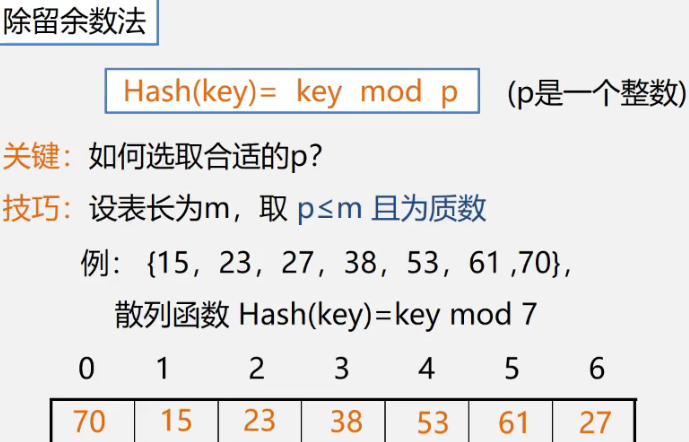 除留余数法
Hash(key)= key mod p (p是一个整数)
关键：如何选取合适的p?
技巧：设表长为m，取 p≤m 且为质数
例： {15，23，27，38，53，61 ,70}，
散列函数 Hash(key)=key mod 7
0 1 2 3 4 5 6
70 15 23 38 53 61 27